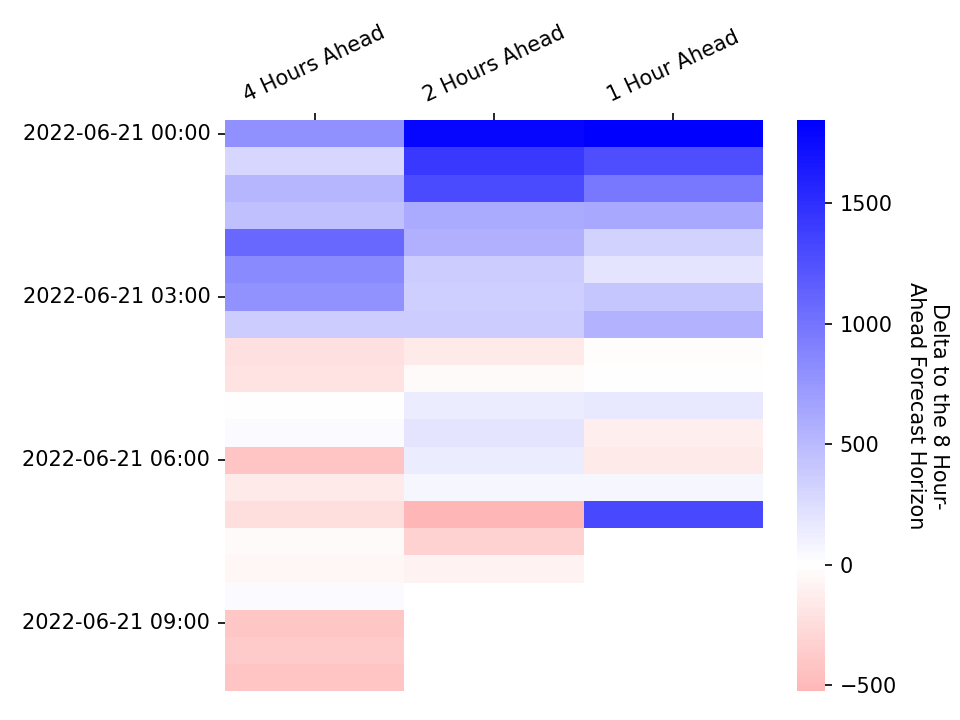 4 Hours Ahead
2 Hours Ahead
1 Hour Ahead
2022-06-21 00:00
2022-06-21 03:00
2022-06-21 06:00
2022-06-21 09:00
1500
1000
500
0
−500
Delta to the 8 Hour-
Ahead Forecast Horizon